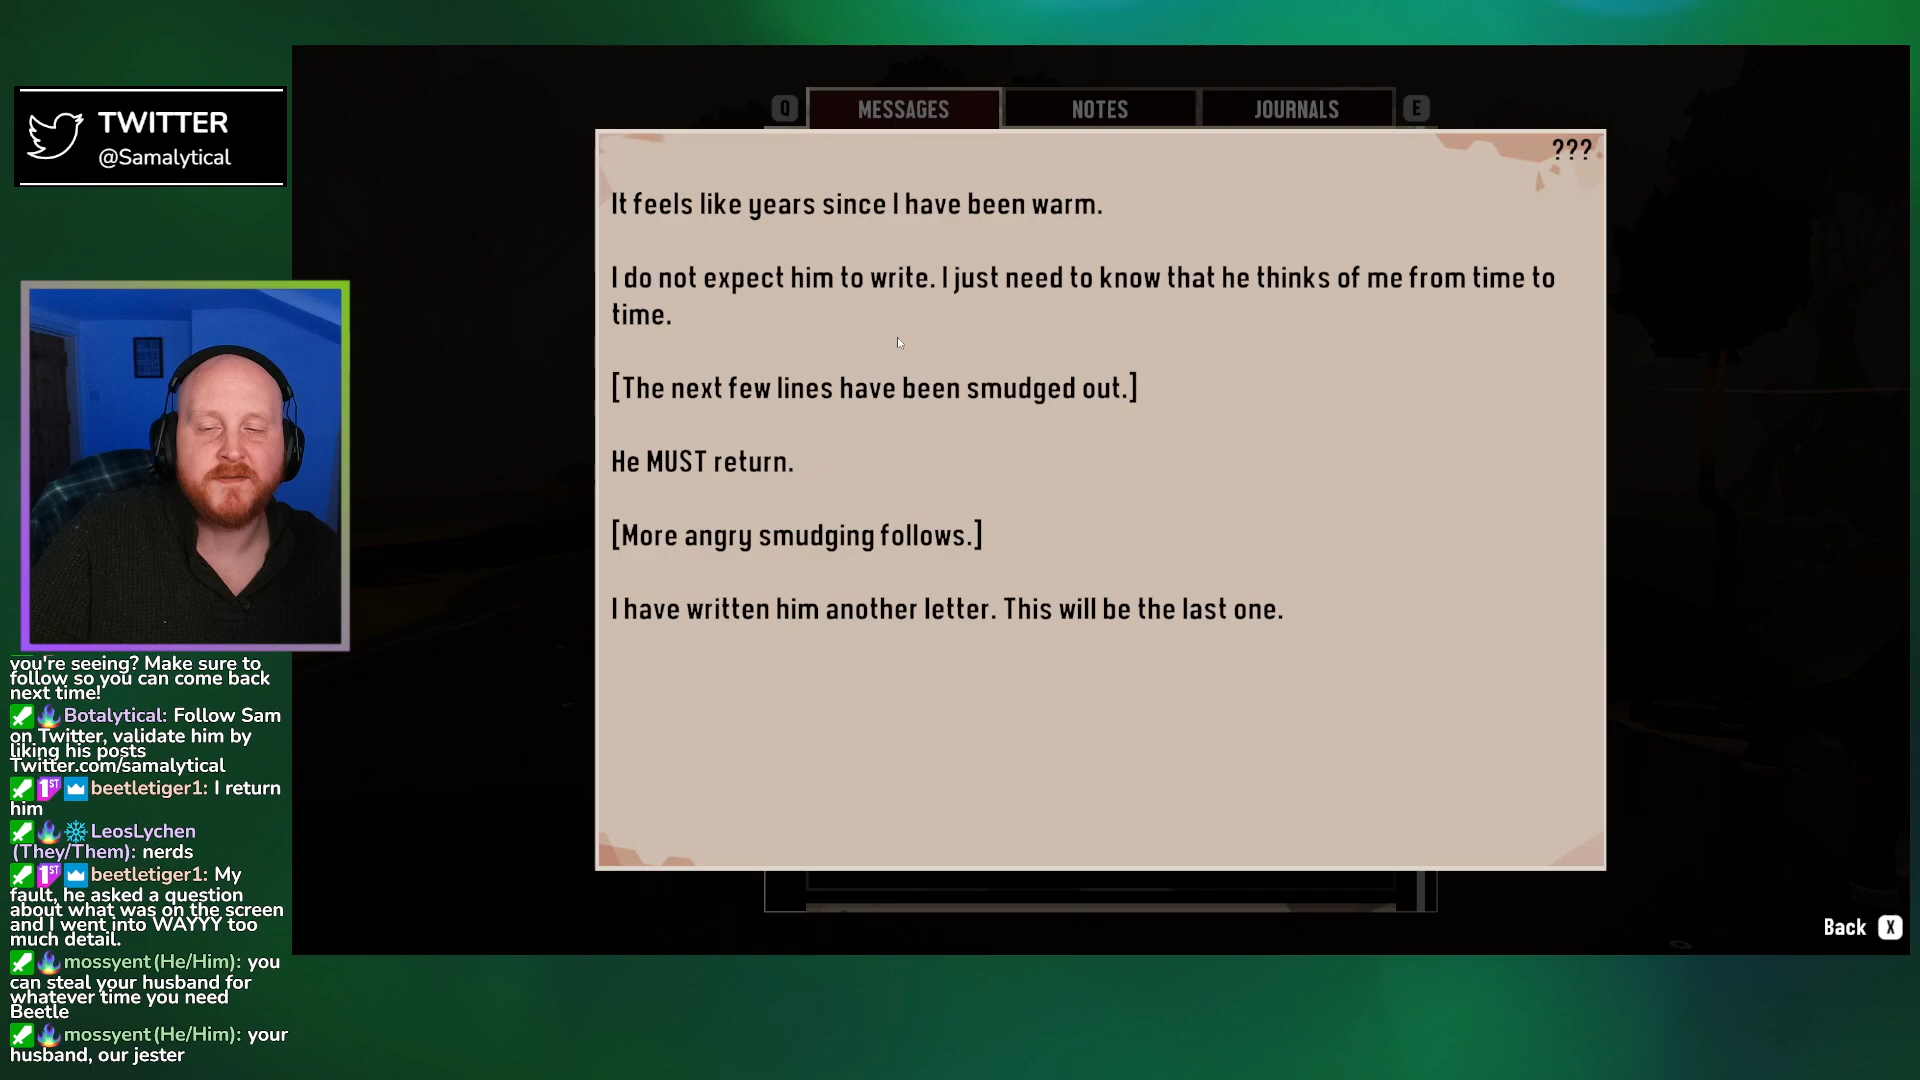 TWITTER
@Samalytical
Q
MESSAGES
NOTES
JOURNALS
E
???
It feels like years since I have been warm.
I do not expect him to write. I just need to know that he thinks of me from time to
time.
[The next few lines have been smudged out.]
He MUST return.
[More angry smudging follows.]
I have written him another letter. This will be the last one.
Back X
you're seeing? Make sure to
follow so you can come back
next time!
Botalytical: Follow Sam
on Twitter, validate him by
liking his posts
Twitter.com/samalytical
1ST beetletiger1: I return
him
LeosLychen
(They/Them): nerds
1ST beetletiger1: My
fault, he asked a question
about what was on the screen
and I went into WAYYY too
much detail.
mossyent (He/Him): you
can steal your husband for
whatever time you need
Beetle
mossyent (He/Him): your
husband, our jester